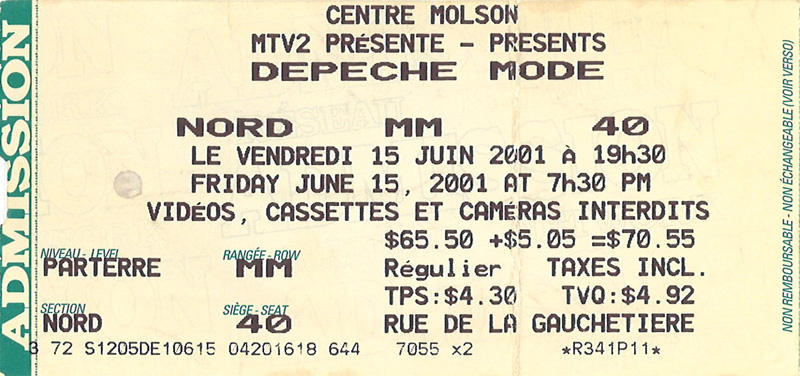 ADMISSION
CENTRE MOLSON
MTV2 PRÉSENTE - PRESENTS
DEPECHE MODE
NORD MM 40
LE VENDREDI 15 JUIN 2001 À 19h30
FRIDAY JUNE 15, 2001 AT 7h30 PM
VIDÉOS, CASSETTES ET CAMÉRAS INTERDITS
$65.50 +$5.05 =$70.55
NIVEAU - LEVEL RANGÉE - ROW
PARTERRE MM Régulier TAXES INCL.
TPS:$4.30 TVQ:$4.92
SECTION SIÈGE - SEAT
NORD 40 RUE DE LA GAUCHETIERE
3 72 S1205DE10615 04201618 644 7055 x2 *R341P11*
NON REMBOURSABLE - NON ÉCHANGEABLE (VOIR VERSO)